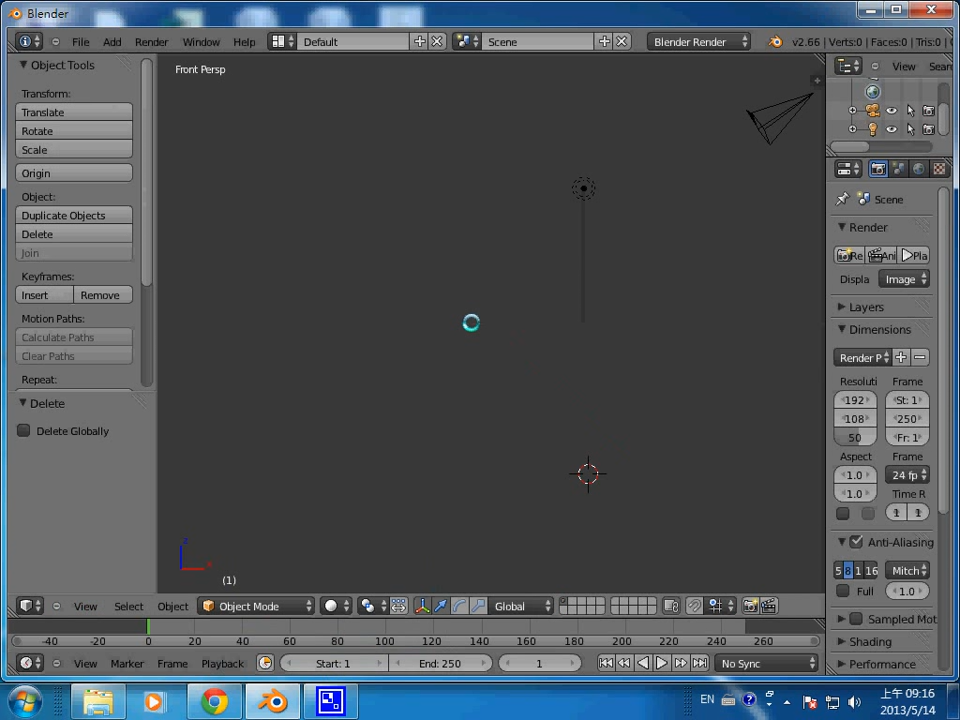 Blender
File Add Render Window Help Default Scene Blender Render v2.66 | Verts:0 | Faces:0 | Tris:0 |
Object Tools
Transform:
Translate
Rotate
Scale
Origin
Object:
Duplicate Objects
Delete
Join
Keyframes:
Insert Remove
Motion Paths:
Calculate Paths
Clear Paths
Repeat:
Delete
Delete Globally
Front Persp
z
x
(1)
View Select Object Object Mode Global
-40 -20 0 20 40 60 80 100 120 140 160 180 200 220 240 260
View Marker Frame Playback Start: 1 End: 250 1 No Sync
View Sear
Scene
Render
Re Ani Pla
Displa Image
Layers
Dimensions
Render P
Resoluti Frame
192 St: 1
108 250
50 Fr: 1
Aspect Frame
1.0 24 fp
1.0 Time R
1 1
Anti-Aliasing
5 8 1 16 Mitch
Full 1.0
Sampled Mot
Shading
Performance
EN
上午 09:16
2013/5/14